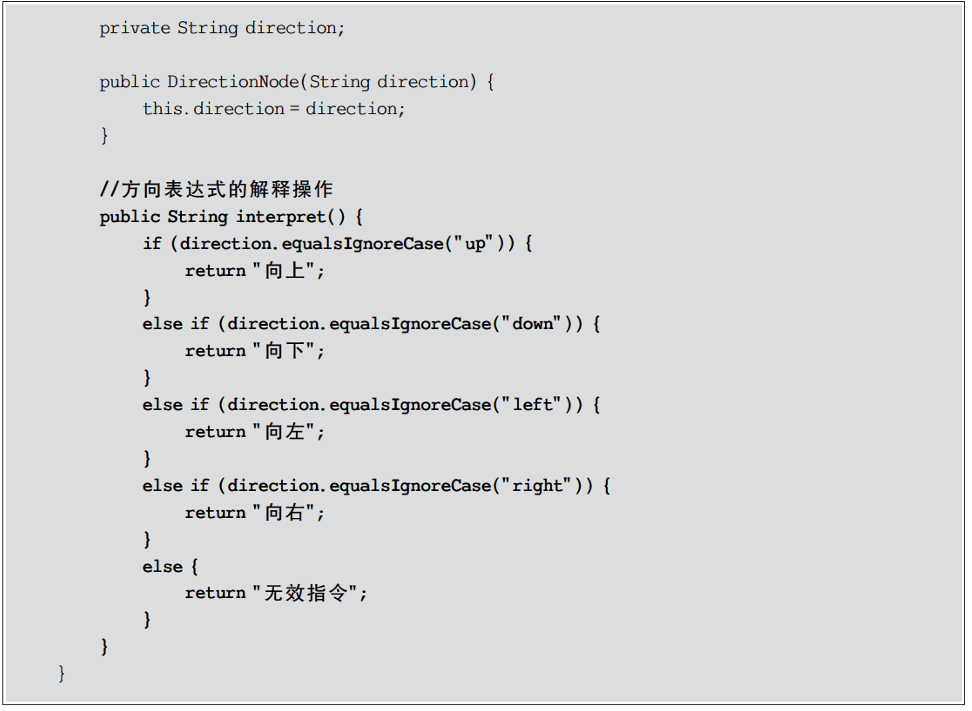 private String direction;
public DirectionNode(String direction) {
this.direction = direction;
}
//方向表达式的解释操作
public String interpret() {
if (direction.equalsIgnoreCase("up")) {
return "向上";
}
else if (direction.equalsIgnoreCase("down")) {
return "向下";
}
else if (direction.equalsIgnoreCase("left")) {
return "向左";
}
else if (direction.equalsIgnoreCase("right")) {
return "向右";
}
else {
return "无效指令";
}
}
}